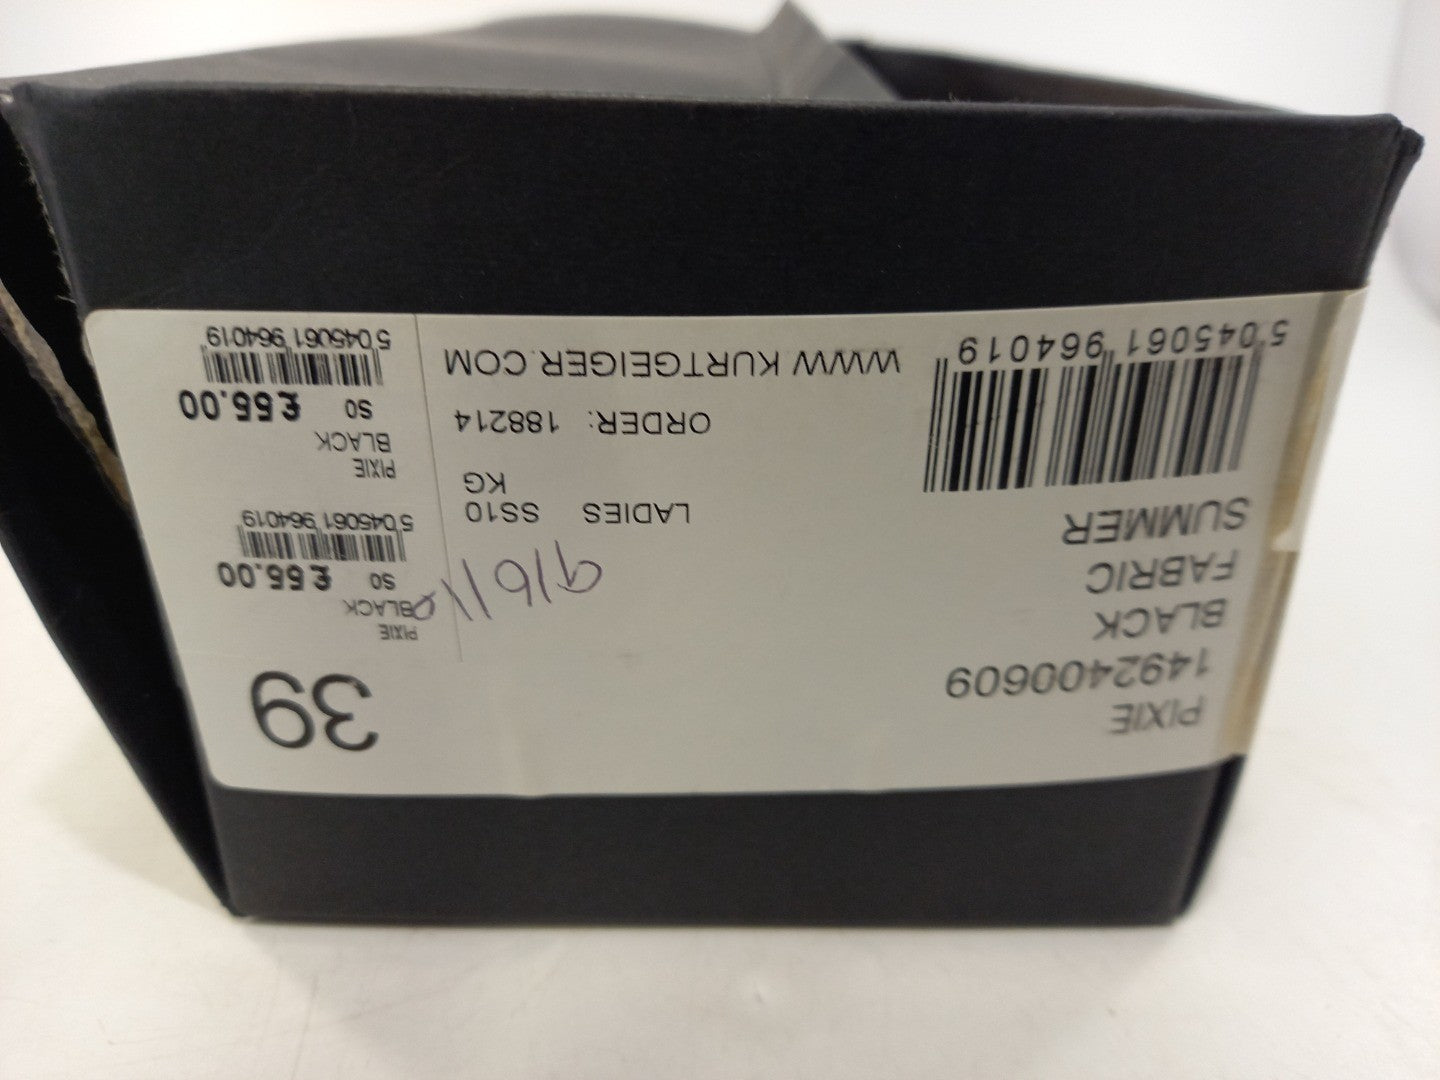 PIXIE
1492400609
BLACK
FABRIC
SUMMER
5 045061 964019
LADIES SS10
KG
ORDER: 188214
WWW.KURTGEIGER.COM
39
PIXIE
BLACK
S0 £55.00
5 045061 964019
PIXIE
BLACK
S0 £55.00
5 045061 964019